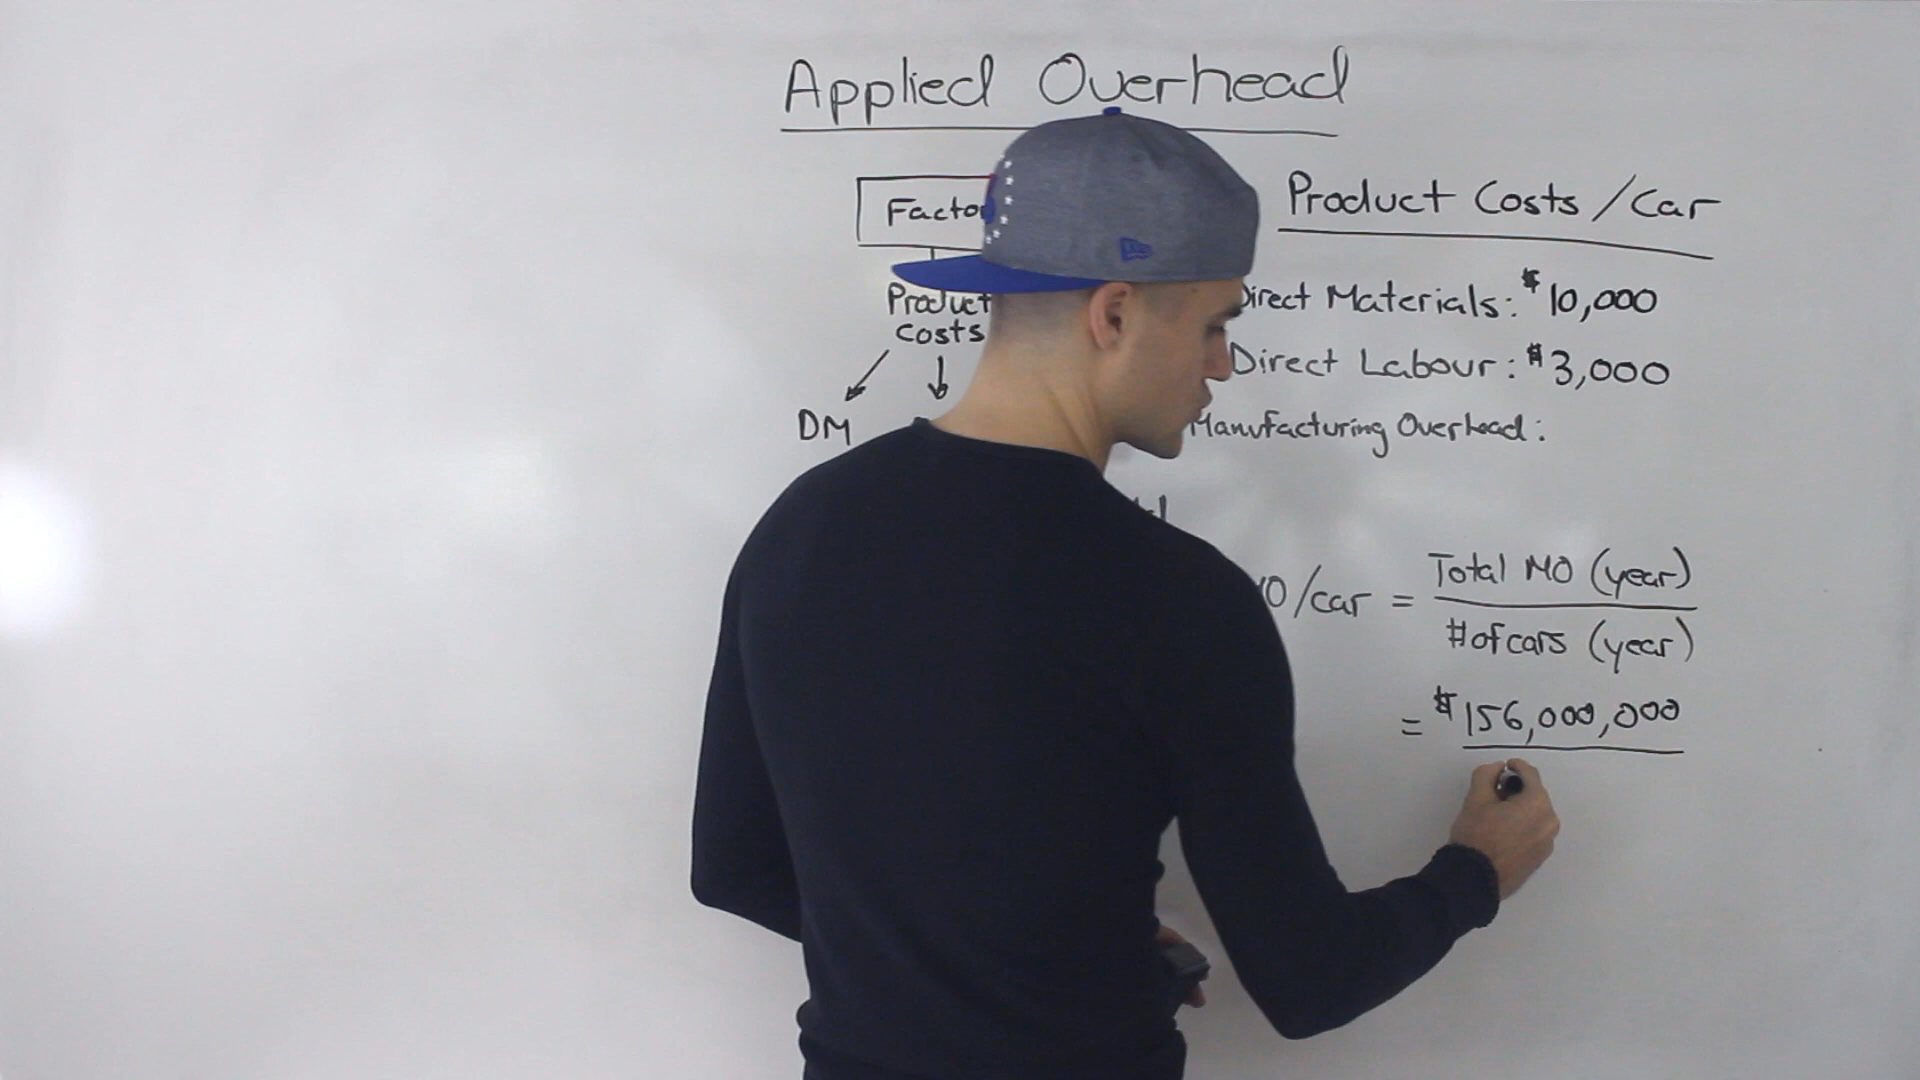 Applied Overhead
Factor
Product
Costs
DM
Product Costs / Car
Direct Materials: $10,000
Direct Labour: $3,000
Manufacturing Overhead:
O/car = Total MO (year)
# of cars (year)
= $156,000,000